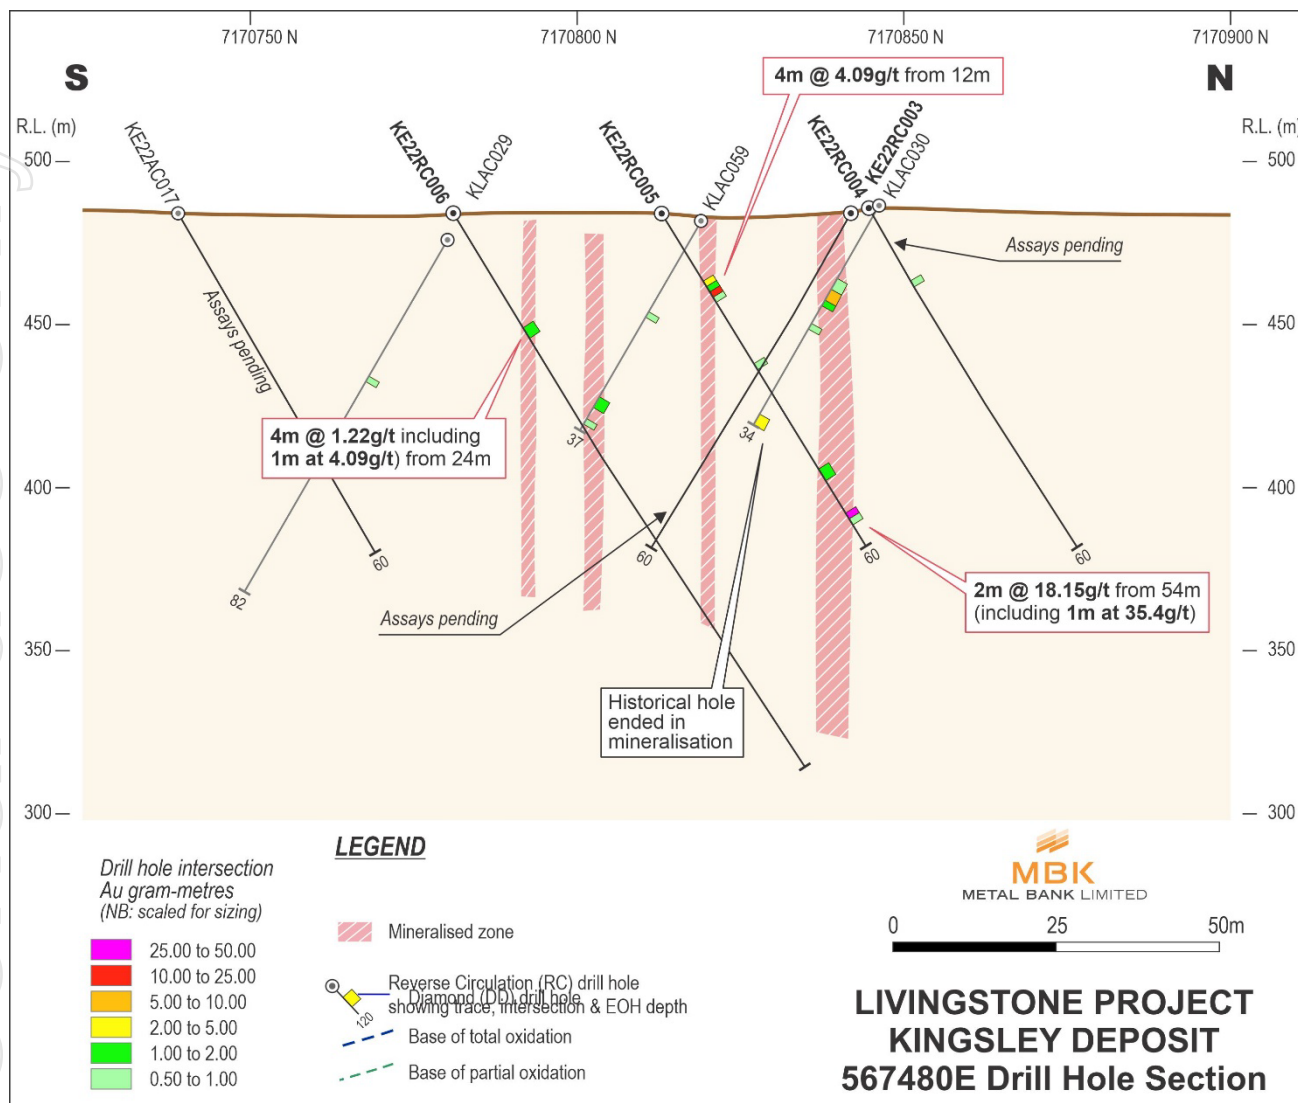 7170750 N
7170800 N
7170850 N
7170900 N
S
N
4m @ 4.09g/t from 12m
R.L. (m)
R.L. (m)
KE22AC017
KE22RC006
KLAC029
KE22RC005
KLAC059
KE22RC004
KE22RC003
KLAC030
500
500
Assays pending
Assays pending
450
450
4m @ 1.22g/t including
1m at 4.09g/t) from 24m
37
34
400
400
60
60
60
60
82
2m @ 18.15g/t from 54m
(including 1m at 35.4g/t)
Assays pending
350
350
Historical hole
ended in
mineralisation
300
300
LEGEND
Drill hole intersection
Au gram-metres
(NB: scaled for sizing)
25.00 to 50.00
10.00 to 25.00
5.00 to 10.00
2.00 to 5.00
1.00 to 2.00
0.50 to 1.00
Mineralised zone
Reverse Circulation (RC) drill hole
showing trace, intersection & EOH depth
Diamond (DD) drill hole
120
Base of total oxidation
Base of partial oxidation
MBK
METAL BANK LIMITED
0 25 50m
LIVINGSTONE PROJECT
KINGSLEY DEPOSIT
567480E Drill Hole Section